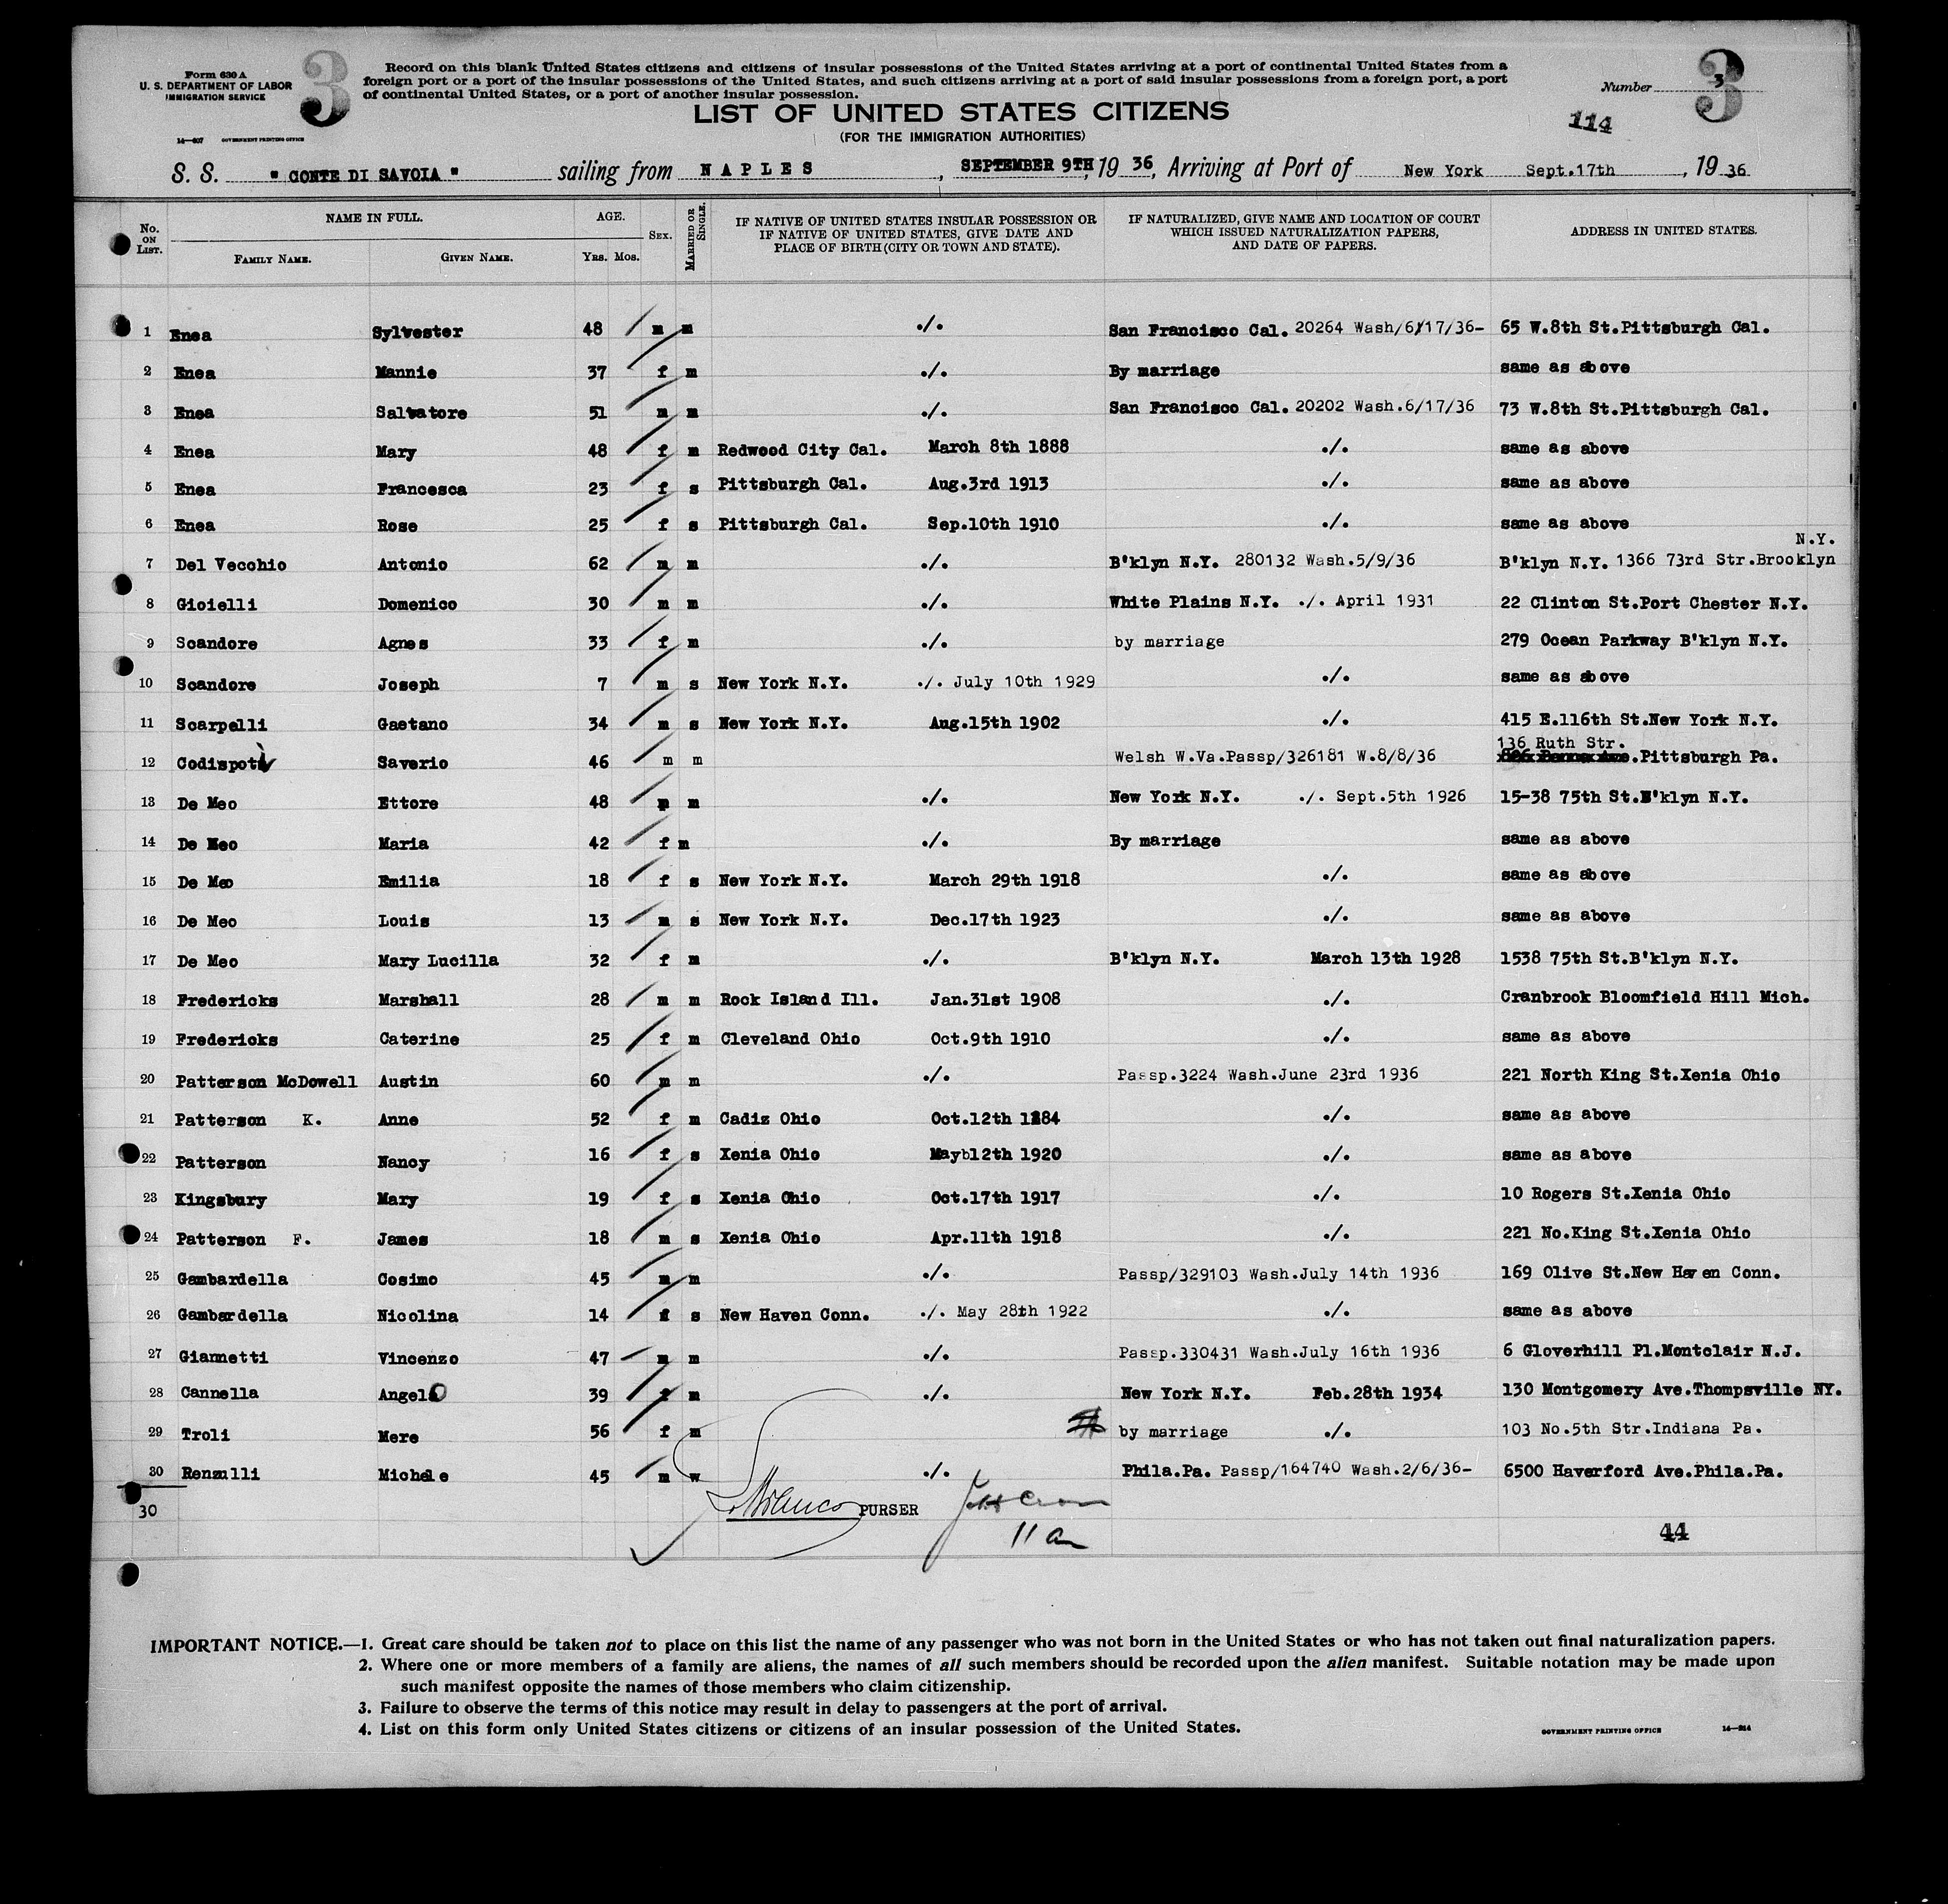 Form 630 A
U. S. DEPARTMENT OF LABOR
IMMIGRATION SERVICE
14—607 GOVERNMENT PRINTING OFFICE
3
Record on this blank United States citizens and citizens of insular possessions of the United States arriving at a port of continental United States from a
foreign port or a port of the insular possessions of the United States, and such citizens arriving at a port of said insular possessions from a foreign port, a port
of continental United States, or a port of another insular possession.
Number 3
3
LIST OF UNITED STATES CITIZENS
(FOR THE IMMIGRATION AUTHORITIES)
114
S. S. " CONTE DI SAVOIA " sailing from NAPLES, SEPTEMBER 9TH, 19 36, Arriving at Port of New York Sept.17th, 19 36
No. ON LIST. NAME IN FULL. FAMILY NAME. GIVEN NAME. AGE. YRS. MOS. SEX. MARRIED OR SINGLE. IF NATIVE OF UNITED STATES INSULAR POSSESSION OR IF NATIVE OF UNITED STATES, GIVE DATE AND PLACE OF BIRTH (CITY OR TOWN AND STATE). IF NATURALIZED, GIVE NAME AND LOCATION OF COURT WHICH ISSUED NATURALIZATION PAPERS, AND DATE OF PAPERS. ADDRESS IN UNITED STATES.
1 Enea Sylvester 48 m m ./. San Francisco Cal. 20264 Wash/6/17/36- 65 W.8th St.Pittsburgh Cal.
2 Enea Mannie 37 f m ./. By marriage same as above
3 Enea Salvatore 51 m m ./. San Francisco Cal. 20202 Wash.6/17/36 73 W.8th St.Pittsburgh Cal.
4 Enea Mary 48 f m Redwood City Cal. March 8th 1888 ./. same as above
5 Enea Francesca 23 f s Pittsburgh Cal. Aug.3rd 1913 ./. same as above
6 Enea Rose 25 f s Pittsburgh Cal. Sep.10th 1910 ./. same as above
N.Y.
7 Del Vecchio Antonio 62 m m ./. B'klyn N.Y. 280132 Wash.5/9/36 B'klyn N.Y. 1366 73rd Str.Brooklyn
8 Gioielli Domenico 30 m m ./. White Plains N.Y. ./. April 1931 22 Clinton St.Port Chester N.Y.
9 Scandore Agnes 33 f m ./. by marriage 279 Ocean Parkway B'klyn N.Y.
10 Scandore Joseph 7 m s New York N.Y. ./. July 10th 1929 ./. same as above
11 Scarpelli Gaetano 34 m s New York N.Y. Aug.15th 1902 ./. 415 E.116th St.New York N.Y.
136 Ruth Str.
12 Codispoti Saverio 46 m m Welsh W.Va.Passp/326181 W.8/8/36 .Pittsburgh Pa.
13 De Meo Ettore 48 m m ./. New York N.Y. ./. Sept.5th 1926 15-38 75th St.B'klyn N.Y.
14 De Meo Maria 42 f m ./. By marriage same as above
15 De Meo Emilia 18 f s New York N.Y. March 29th 1918 ./. same as above
16 De Meo Louis 13 m s New York N.Y. Dec.17th 1923 ./. same as above
17 De Meo Mary Lucilla 32 f m ./. B'klyn N.Y. March 13th 1928 1538 75th St.B'klyn N.Y.
18 Fredericks Marshall 28 m m Rock Island Ill. Jan.31st 1908 ./. Cranbrook Bloomfield Hill Mich.
19 Fredericks Caterine 25 f m Cleveland Ohio Oct.9th 1910 ./. same as above
20 Patterson McDowell Austin 60 m m ./. Passp.3224 Wash.June 23rd 1936 221 North King St.Xenia Ohio
21 Patterson K. Anne 52 f m Cadiz Ohio Oct.12th 1884 ./. same as above
22 Patterson Nancy 16 f s Xenia Ohio Mayb12th 1920 ./. same as above
23 Kingsbury Mary 19 f s Xenia Ohio Oct.17th 1917 ./. 10 Rogers St.Xenia Ohio
24 Patterson F. James 18 m s Xenia Ohio Apr.11th 1918 ./. 221 No.King St.Xenia Ohio
25 Gambardella Cosimo 45 m m ./. Passp/329103 Wash.July 14th 1936 169 Olive St.New Haven Conn.
26 Gambardella Nicolina 14 f s New Haven Conn. ./. May 28th 1922 ./. same as above
27 Giannetti Vincenzo 47 m m ./. Passp.330431 Wash.July 16th 1936 6 Gloverhill Pl.Montclair N.J.
28 Cannella Angelo 39 f m ./. New York N.Y. Feb.28th 1934 130 Montgomery Ave.Thompsville NY.
29 Troli Mere 56 f m by marriage ./. 103 No.5th Str.Indiana Pa.
30 Renzulli Michele 45 m w ./. Phila.Pa. Passp/164740 Wash.2/6/36- 6500 Haverford Ave.Phila.Pa.
30 PURSER
11 am
44
IMPORTANT NOTICE.—1. Great care should be taken not to place on this list the name of any passenger who was not born in the United States or who has not taken out final naturalization papers.
2. Where one or more members of a family are aliens, the names of all such members should be recorded upon the alien manifest. Suitable notation may be made upon
such manifest opposite the names of those members who claim citizenship.
3. Failure to observe the terms of this notice may result in delay to passengers at the port of arrival.
4. List on this form only United States citizens or citizens of an insular possession of the United States.
GOVERNMENT PRINTING OFFICE 14—214